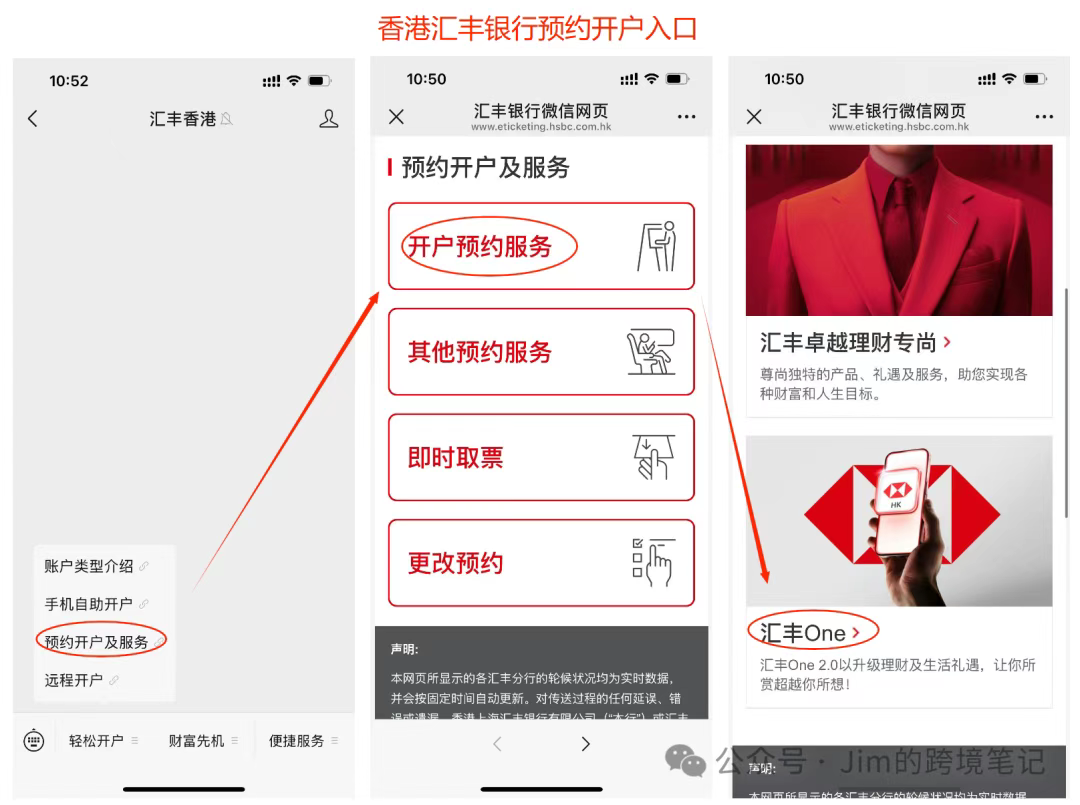 香港汇丰银行预约开户入口
10:52
汇丰香港
账户类型介绍
手机自助开户
预约开户及服务
远程开户
轻松开户
财富先机
便捷服务
10:50
汇丰银行微信网页
www.eticketing.hsbc.com.hk
预约开户及服务
开户预约服务
其他预约服务
即时取票
更改预约
声明:
本网页所显示的各汇丰分行的轮候状况均为实时数据，
并会按固定时间自动更新。对传送过程的任何延误、错
误或遗漏，香港上海汇丰银行有限公司（“本行”）或汇丰
10:50
汇丰银行微信网页
www.eticketing.hsbc.com.hk
汇丰卓越理财专尚
尊尚独特的产品、礼遇及服务，助您实现各
种财富和人生目标。
HK
汇丰One
汇丰One 2.0以升级理财及生活礼遇，让你所
赏超越你所想！
声明:
本网页所显示的各汇丰分行的轮候状况均为实时数据
公众号·Jim的跨境笔记